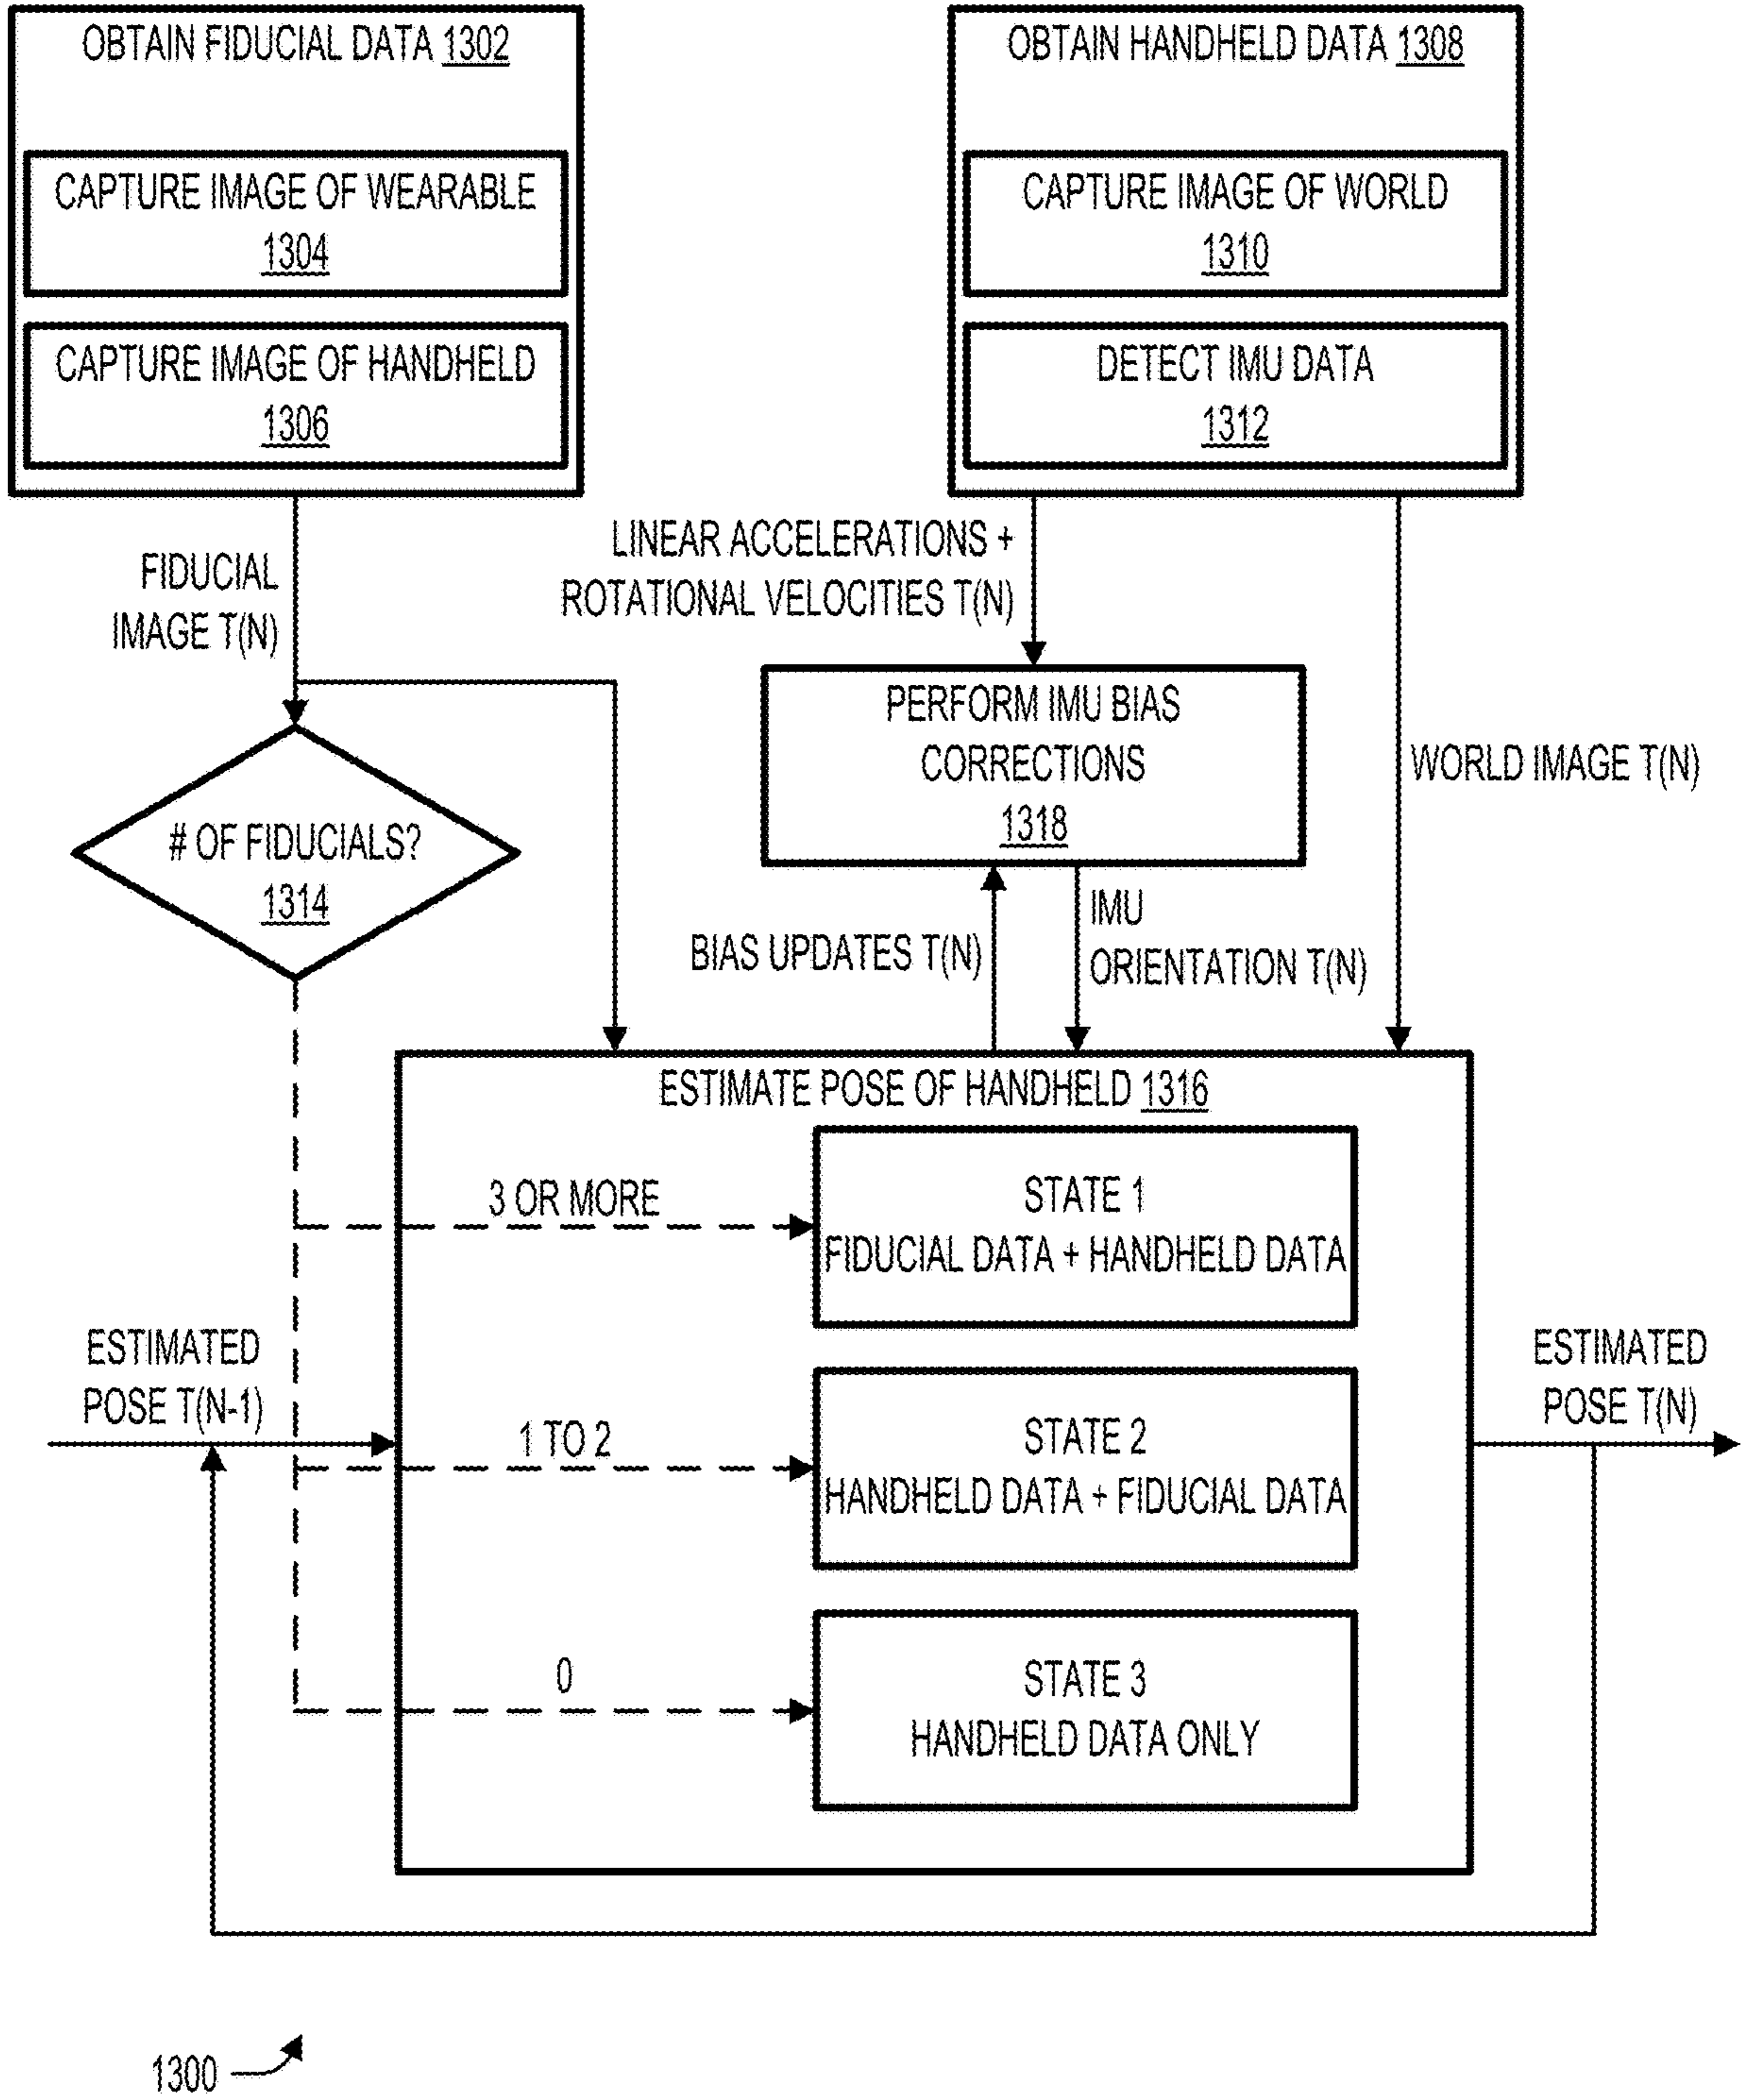 OBTAIN FIDUCIAL DATA 1302
CAPTURE IMAGE OF WEARABLE
1304
CAPTURE IMAGE OF HANDHELD
1306
OBTAIN HANDHELD DATA 1308
CAPTURE IMAGE OF WORLD
1310
DETECT IMU DATA
1312
FIDUCIAL
IMAGE T(N)
LINEAR ACCELERATIONS +
ROTATIONAL VELOCITIES T(N)
WORLD IMAGE T(N)
# OF FIDUCIALS?
1314
PERFORM IMU BIAS
CORRECTIONS
1318
BIAS UPDATES T(N)
IMU
ORIENTATION T(N)
ESTIMATE POSE OF HANDHELD 1316
3 OR MORE
STATE 1
FIDUCIAL DATA + HANDHELD DATA
ESTIMATED
POSE T(N-1)
1 TO 2
STATE 2
HANDHELD DATA + FIDUCIAL DATA
ESTIMATED
POSE T(N)
0
STATE 3
HANDHELD DATA ONLY
1300